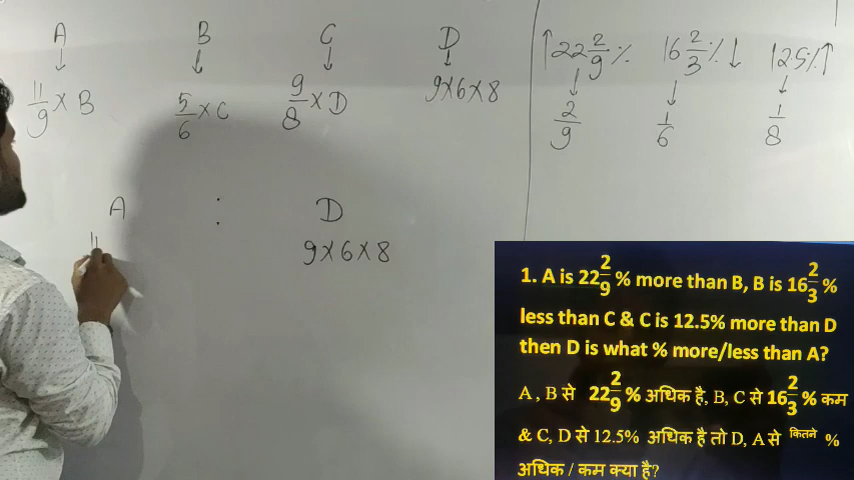 A B C D
↑22 2/9 % 16 2/3 %↓ 12.5%↑
↓ ↓ ↓ ↓
11/9 × B 5/6 × C 9/8 × D 9×6×8
↓ ↓ ↓
2/9 1/6 1/8
A : D
11 9×6×8
1. A is 22 2/9 % more than B, B is 16 2/3 %
less than C & C is 12.5% more than D
then D is what % more/less than A?
A , B से 22 2/9 % अधिक है, B, C से 16 2/3 % कम
& C, D से 12.5% अधिक है तो D, A से कितने %
अधिक / कम क्या है?